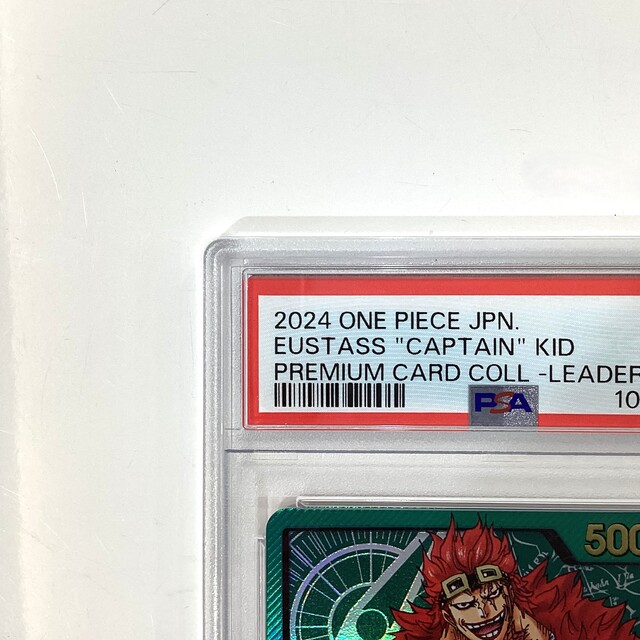 2024 ONE PIECE JPN.
EUSTASS "CAPTAIN" KID
PREMIUM CARD COLL -LEADER
PSA
10
500